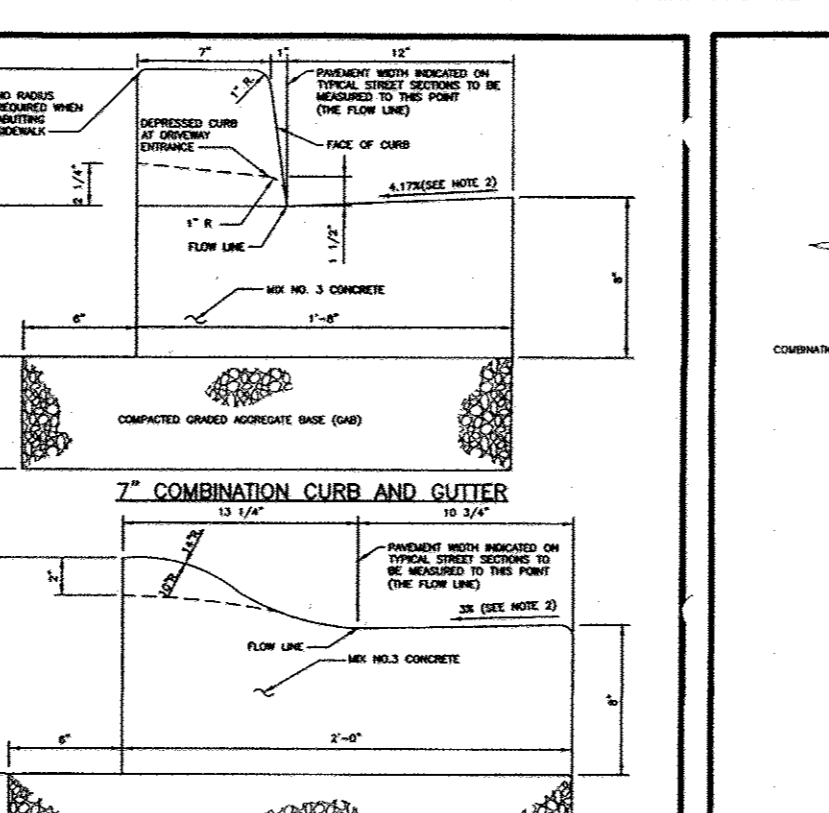 7"
1"
12"
NO RADIUS
REQUIRED WHEN
ABUTTING
SIDEWALK
1" R.
PAVEMENT WIDTH INDICATED ON
TYPICAL STREET SECTIONS TO BE
MEASURED TO THIS POINT
(THE FLOW LINE)
DEPRESSED CURB
AT DRIVEWAY
ENTRANCE
FACE OF CURB
2 1/4"
4.17%(SEE NOTE 2)
1" R
FLOW LINE
1 1/2"
8"
MIX NO. 3 CONCRETE
6"
1'-8"
COMBINATI
COMPACTED GRADED AGGREGATE BASE (GAB)
7" COMBINATION CURB AND GUTTER
13 1/4"
10 3/4"
14"R
10"R
PAVEMENT WIDTH INDICATED ON
TYPICAL STREET SECTIONS TO
BE MEASURED TO THIS POINT
(THE FLOW LINE)
2"
3% (SEE NOTE 2)
FLOW LINE
MIX NO.3 CONCRETE
8"
6"
2'-0"